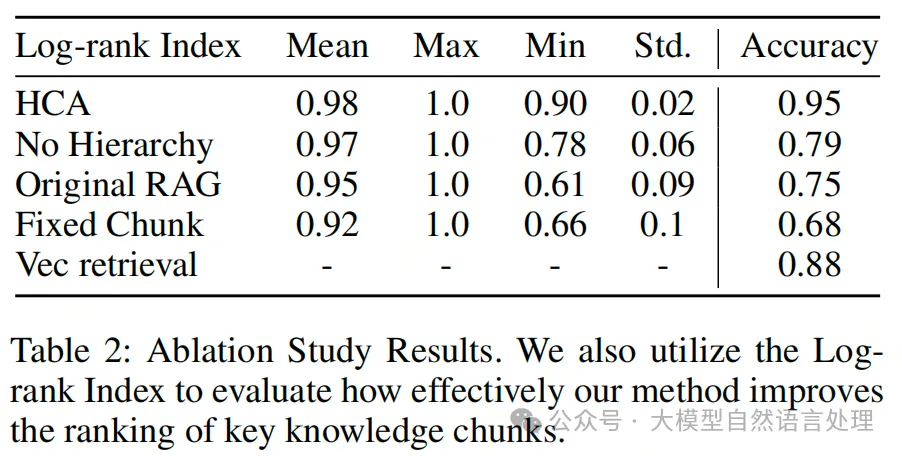 Log-rank Index Mean Max Min Std. Accuracy
HCA 0.98 1.0 0.90 0.02 0.95
No Hierarchy 0.97 1.0 0.78 0.06 0.79
Original RAG 0.95 1.0 0.61 0.09 0.75
Fixed Chunk 0.92 1.0 0.66 0.1 0.68
Vec retrieval - - - - 0.88
Table 2: Ablation Study Results. We also utilize the Log-
rank Index to evaluate how effectively our method improves
the ranking of key knowledge chunks.
公众号 · 大模型自然语言处理